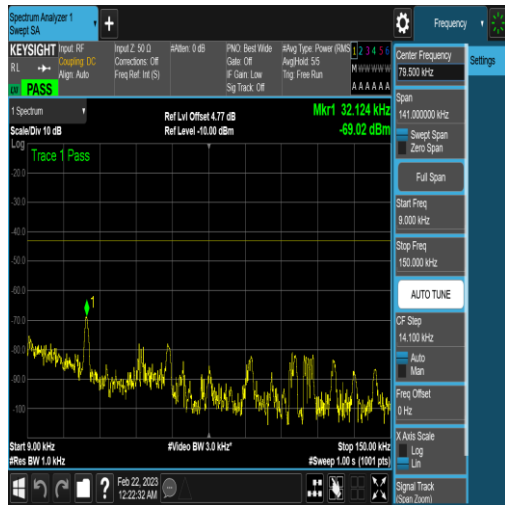 Spectrum Analyzer 1
Swept SA
+
Frequency
KEYSIGHT
Input: RF
Coupling: DC
Align: Auto
Input Z: 50 Ω
Corrections: Off
Freq Ref: Int (S)
#Atten: 0 dB
PNO: Best Wide
Gate: Off
IF Gain: Low
Sig Track: Off
#Avg Type: Power (RMS
Avg|Hold: 5/5
Trig: Free Run
1 2 3 4 5 6
M W W W W W
A A A A A A
R L
PASS
1 Spectrum
Scale/Div 10 dB
Log
Ref Lvl Offset 4.77 dB
Ref Level -10.00 dBm
Mkr1 32.124 kHz
-69.02 dBm
Trace 1 Pass
-20.0
-30.0
-40.0
-50.0
-60.0
1
-70.0
-80.0
-90.0
-100
Start 9.00 kHz
#Res BW 1.0 kHz
#Video BW 3.0 kHz*
Stop 150.00 kHz
#Sweep 1.00 s (1001 pts)
Feb 22, 2023
12:22:32 AM
?
Center Frequency
79.500 kHz
Settings
Span
141.000000 kHz
Swept Span
Zero Span
Full Span
Start Freq
9.000 kHz
Stop Freq
150.000 kHz
AUTO TUNE
CF Step
14.100 kHz
Auto
Man
Freq Offset
0 Hz
X Axis Scale
Log
Lin
Signal Track
(Span Zoom)